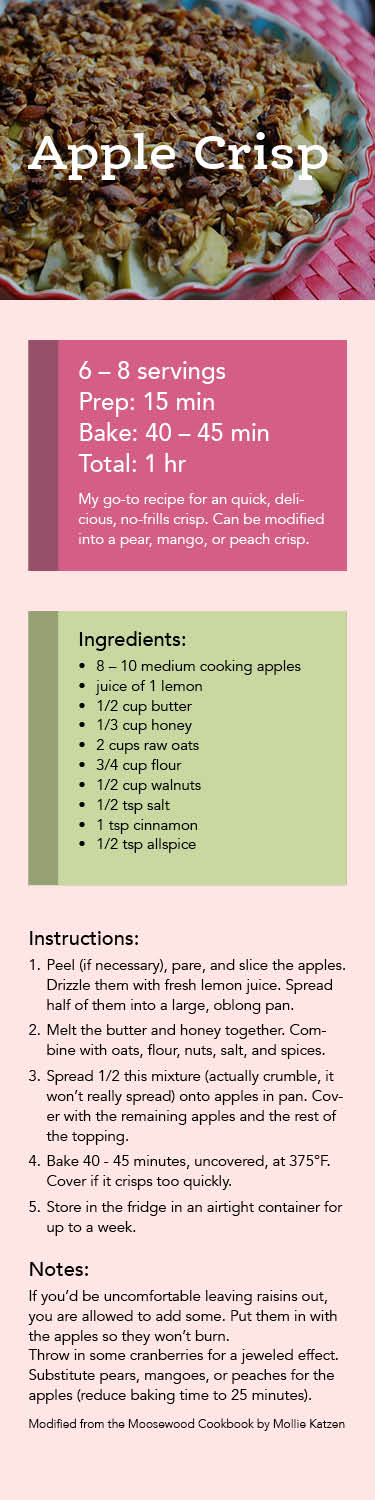 Apple Crisp
6 – 8 servings
Prep: 15 min
Bake: 40 – 45 min
Total: 1 hr
My go-to recipe for an quick, deli-
cious, no-frills crisp. Can be modified
into a pear, mango, or peach crisp.
Ingredients:
• 8 – 10 medium cooking apples
• juice of 1 lemon
• 1/2 cup butter
• 1/3 cup honey
• 2 cups raw oats
• 3/4 cup flour
• 1/2 cup walnuts
• 1/2 tsp salt
• 1 tsp cinnamon
• 1/2 tsp allspice
Instructions:
1. Peel (if necessary), pare, and slice the apples.
Drizzle them with fresh lemon juice. Spread
half of them into a large, oblong pan.
2. Melt the butter and honey together. Com-
bine with oats, flour, nuts, salt, and spices.
3. Spread 1/2 this mixture (actually crumble, it
won't really spread) onto apples in pan. Cov-
er with the remaining apples and the rest of
the topping.
4. Bake 40 - 45 minutes, uncovered, at 375°F.
Cover if it crisps too quickly.
5. Store in the fridge in an airtight container for
up to a week.
Notes:
If you'd be uncomfortable leaving raisins out,
you are allowed to add some. Put them in with
the apples so they won't burn.
Throw in some cranberries for a jeweled effect.
Substitute pears, mangoes, or peaches for the
apples (reduce baking time to 25 minutes).
Modified from the Moosewood Cookbook by Mollie Katzen